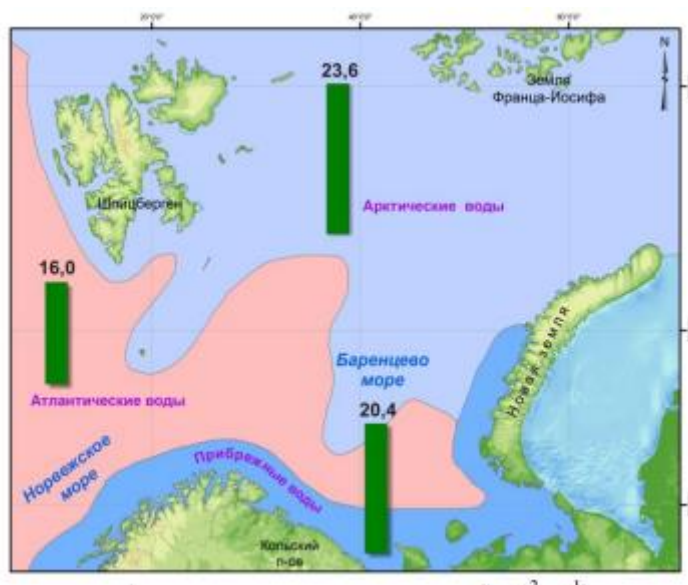 20°0'0"
40°0'0"
N
23,6
Земля
Франца-Иосифа
Шпицберген
Арктические воды
16,0
Новая земля
Баренцево
море
Атлантические воды
20,4
Норвежское
море
Прибрежные воды
Кольский
п-ов